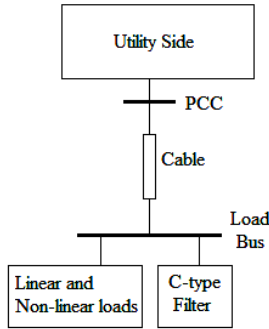 Utility Side
PCC
Cable
Load
Bus
Linear and
Non-linear loads
C-type
Filter